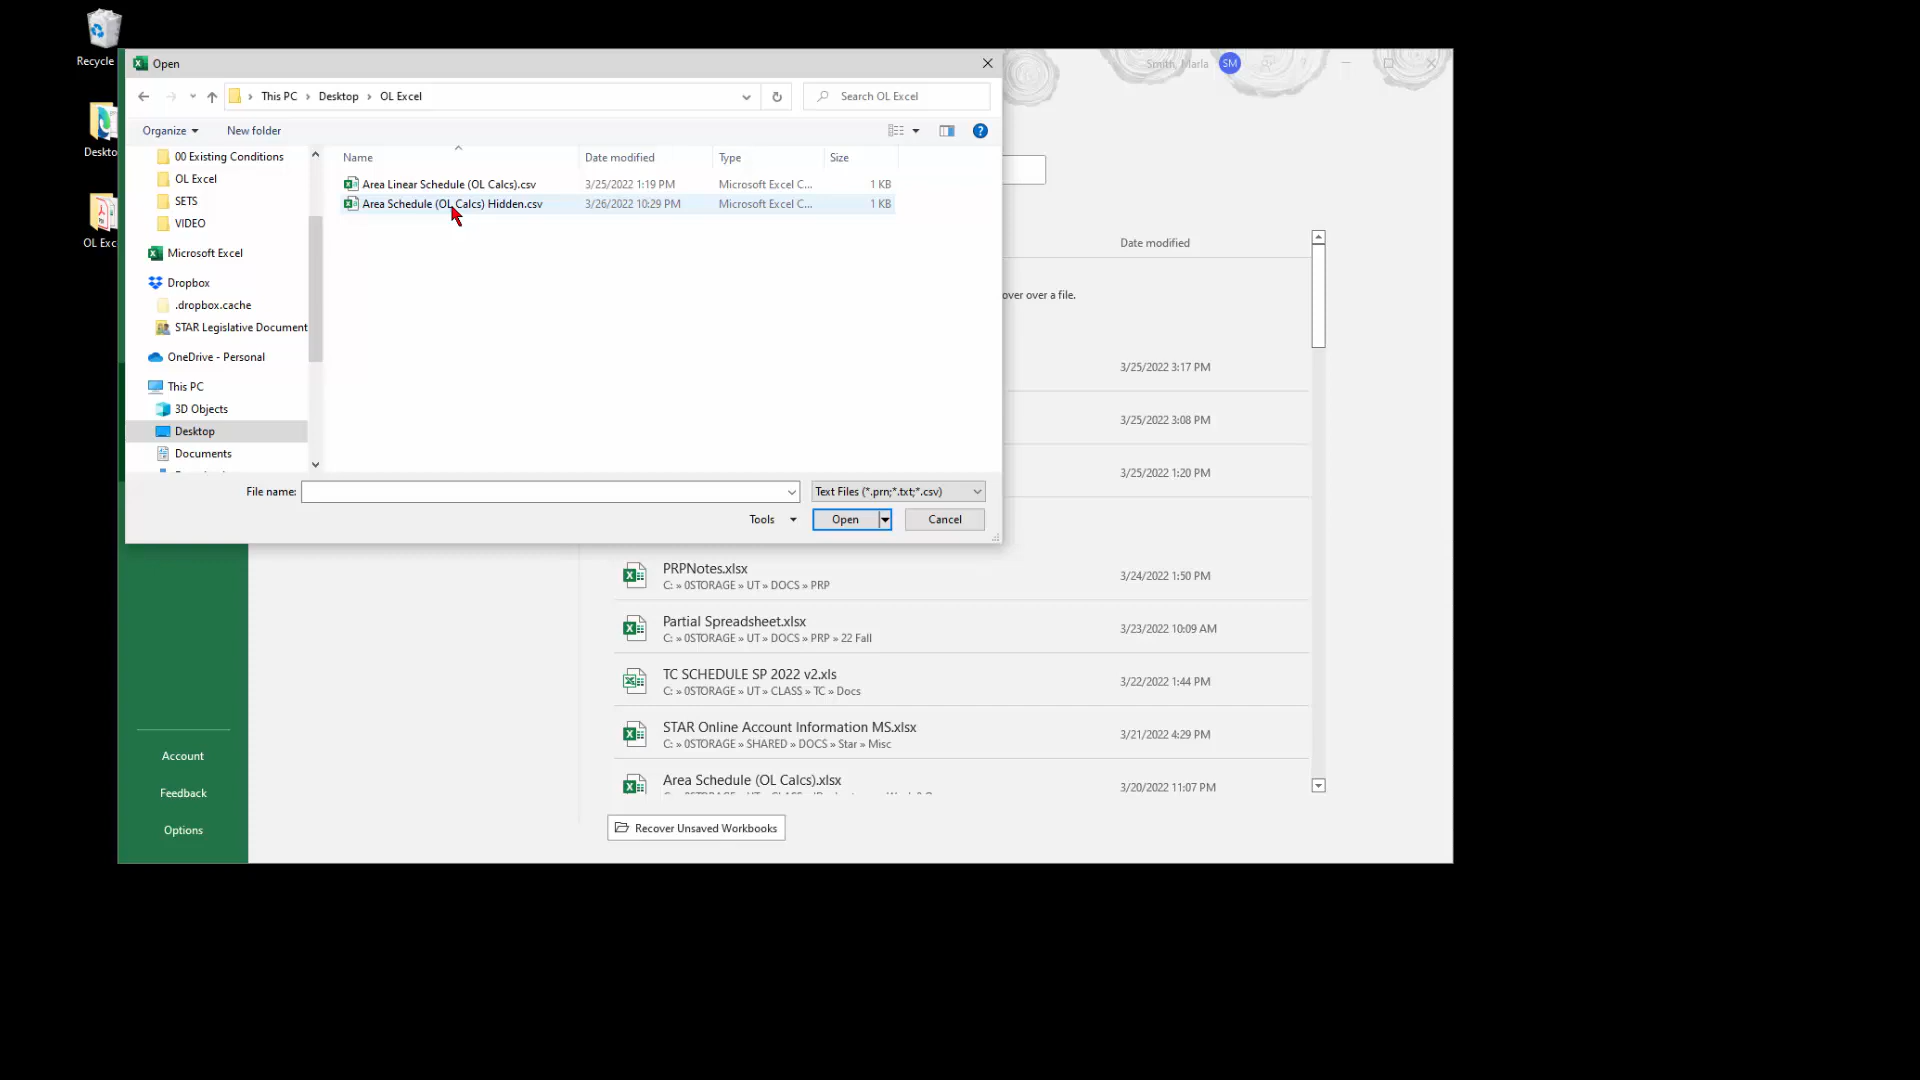 Recycle
Open
Smith, Marla
SM
This PC
Desktop
OL Excel
Search OL Excel
Organize
New folder
?
Deskto
OL Exc
00 Existing Conditions
OL Excel
SETS
VIDEO
Microsoft Excel
Dropbox
.dropbox.cache
STAR Legislative Document
OneDrive - Personal
This PC
3D Objects
Desktop
Documents
Name
Date modified
Type
Size
Area Linear Schedule (OL Calcs).csv
3/25/2022 1:19 PM
Microsoft Excel C...
1 KB
Area Schedule (OL Calcs) Hidden.csv
3/26/2022 10:29 PM
Microsoft Excel C...
1 KB
File name:
Text Files (*.prn;*.txt;*.csv)
Tools
Open
Cancel
Date modified
over over a file.
3/25/2022 3:17 PM
3/25/2022 3:08 PM
3/25/2022 1:20 PM
PRPNotes.xlsx
C: » 0STORAGE » UT » DOCS » PRP
3/24/2022 1:50 PM
Partial Spreadsheet.xlsx
C: » 0STORAGE » UT » DOCS » PRP » 22 Fall
3/23/2022 10:09 AM
TC SCHEDULE SP 2022 v2.xls
C: » 0STORAGE » UT » CLASS » TC » Docs
3/22/2022 1:44 PM
STAR Online Account Information MS.xlsx
C: » 0STORAGE » SHARED » DOCS » Star » Misc
3/21/2022 4:29 PM
Area Schedule (OL Calcs).xlsx
3/20/2022 11:07 PM
Recover Unsaved Workbooks
Account
Feedback
Options